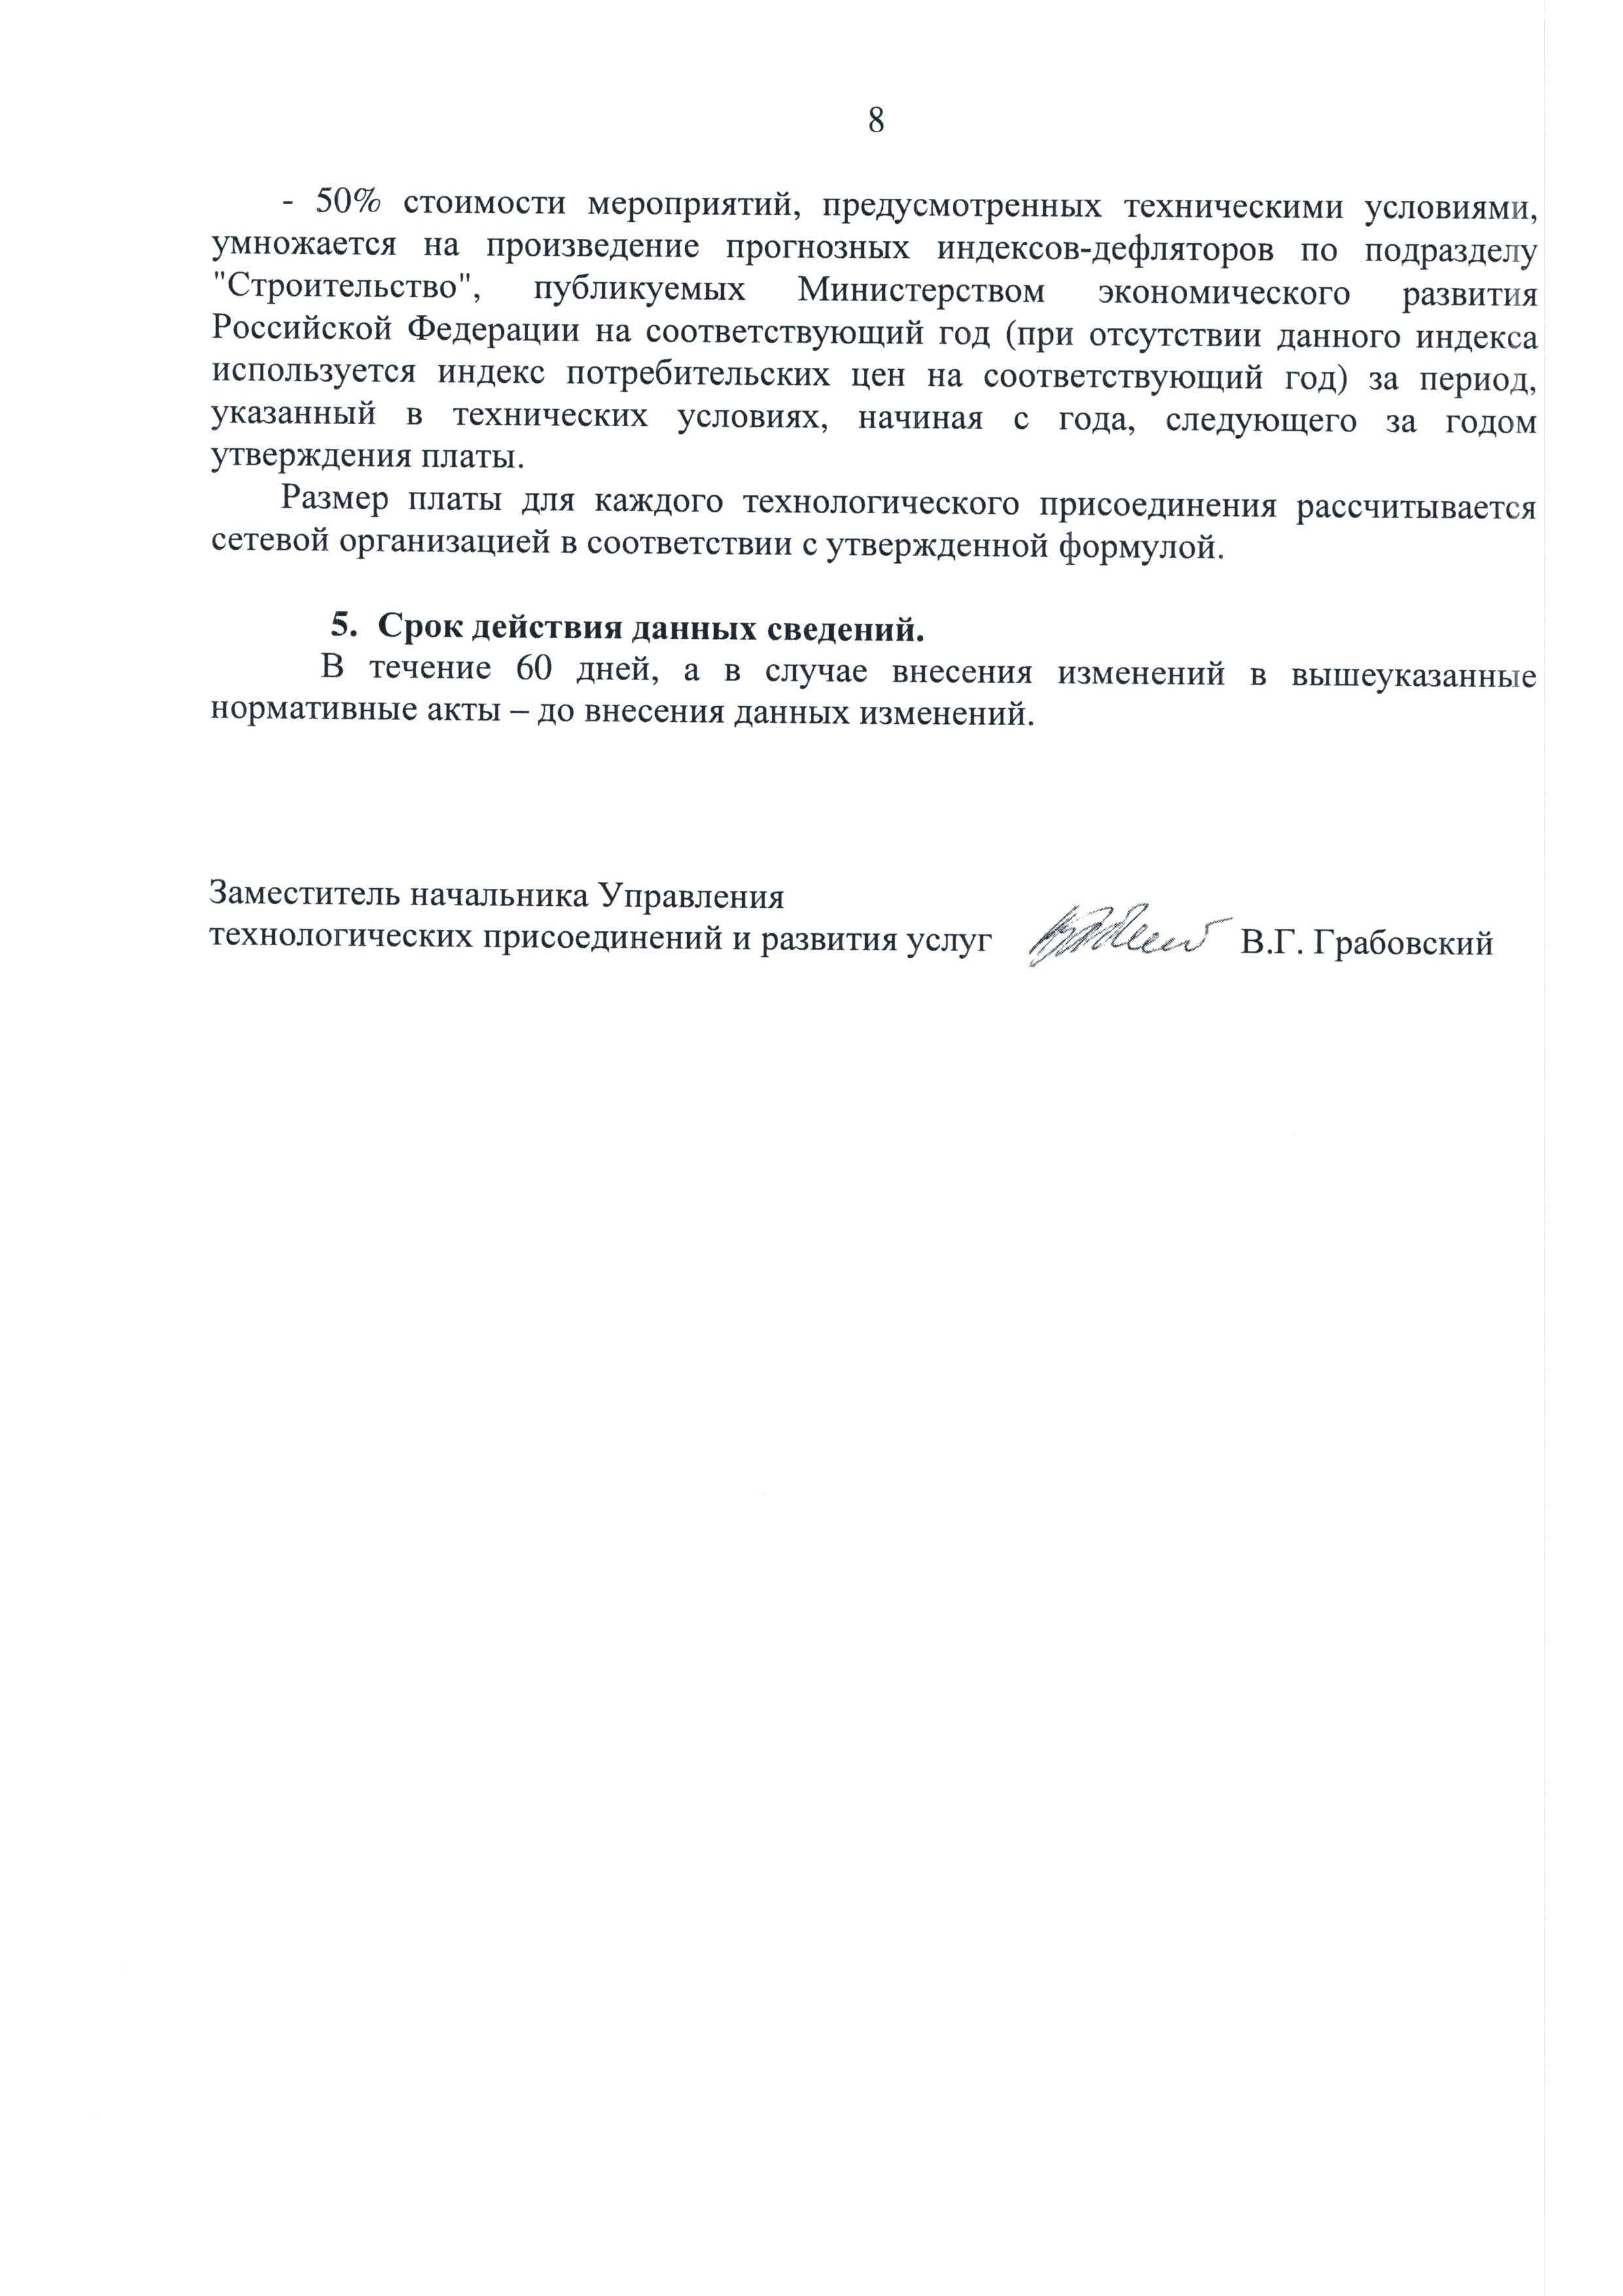 8
- 50% стоимости мероприятий, предусмотренных техническими условиями,
умножается на произведение прогнозных индексов-дефляторов по подразделу
"Строительство", публикуемых Министерством экономического развития
Российской Федерации на соответствующий год (при отсутствии данного индекса
используется индекс потребительских цен на соответствующий год) за период,
указанный в технических условиях, начиная с года, следующего за годом
утверждения платы.
Размер платы для каждого технологического присоединения рассчитывается
сетевой организацией в соответствии с утвержденной формулой.
5. Срок действия данных сведений.
В течение 60 дней, а в случае внесения изменений в вышеуказанные
нормативные акты – до внесения данных изменений.
Заместитель начальника Управления
технологических присоединений и развития услуг В.Г. Грабовский